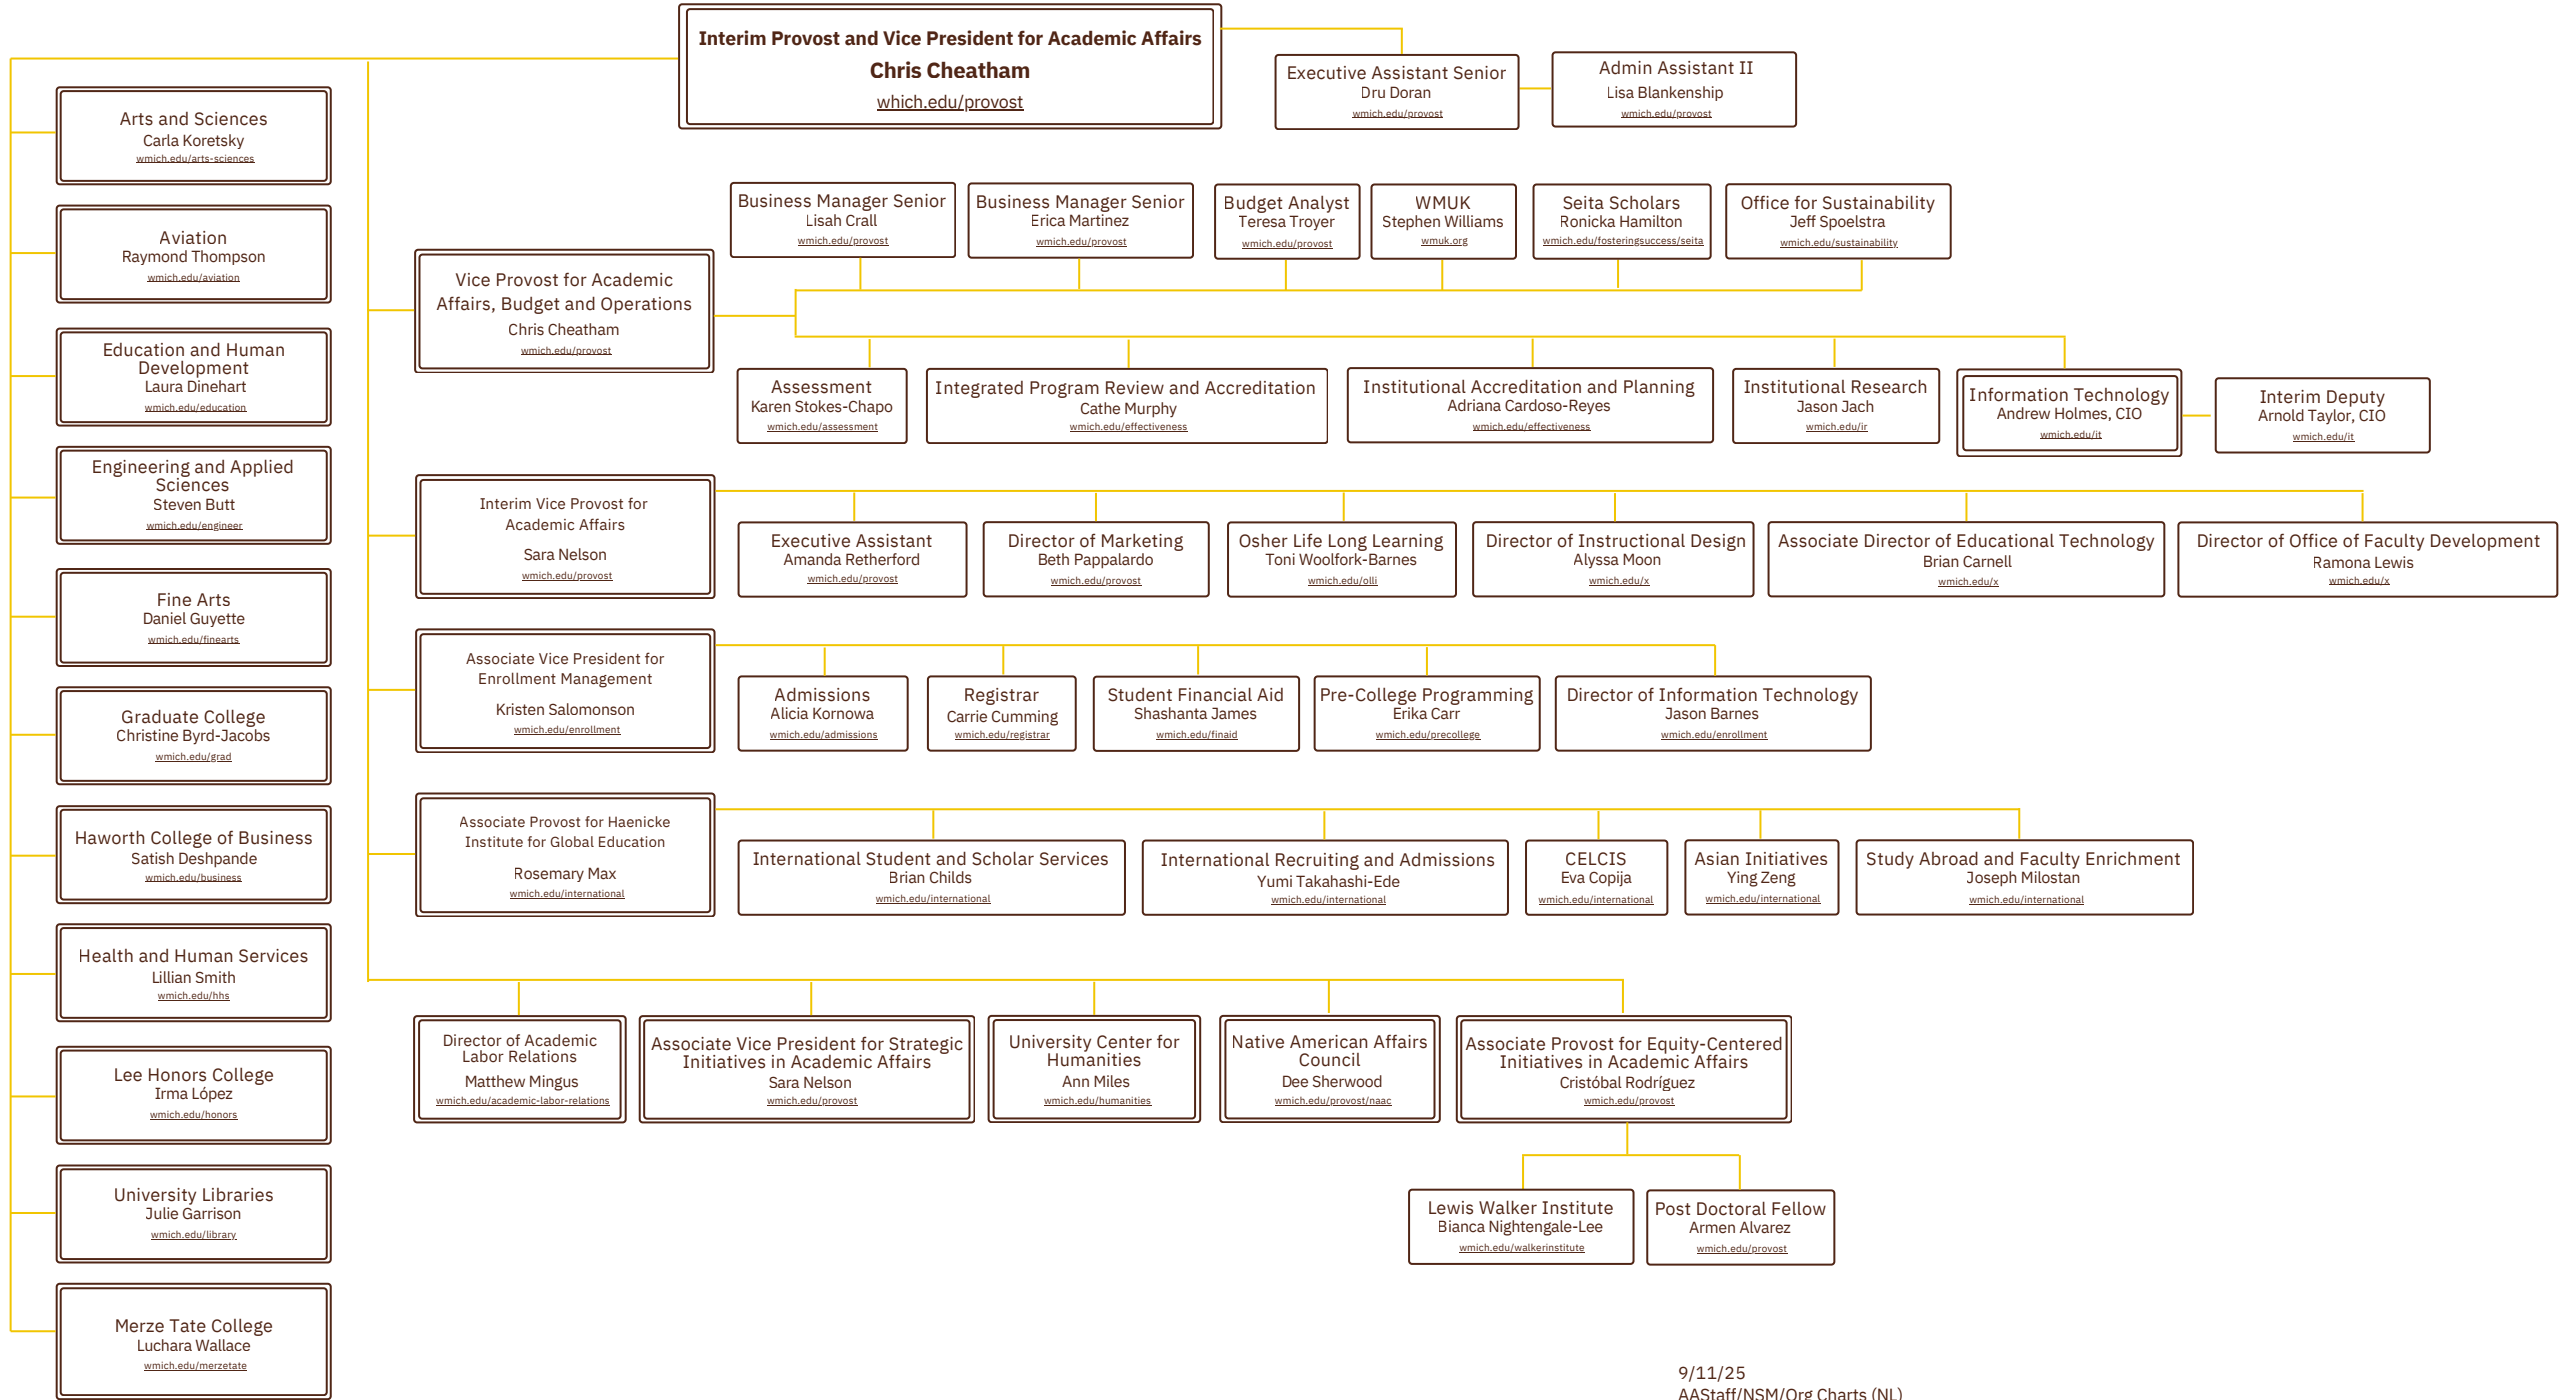 Interim Provost and Vice President for Academic Affairs
Chris Cheatham
which.edu/provost
Executive Assistant Senior
Dru Doran
wmich.edu/provost
Admin Assistant II
Lisa Blankenship
wmich.edu/provost
Arts and Sciences
Carla Koretsky
wmich.edu/arts-sciences
Aviation
Raymond Thompson
wmich.edu/aviation
Education and Human
Development
Laura Dinehart
wmich.edu/education
Engineering and Applied
Sciences
Steven Butt
wmich.edu/engineer
Fine Arts
Daniel Guyette
wmich.edu/finearts
Graduate College
Christine Byrd-Jacobs
wmich.edu/grad
Haworth College of Business
Satish Deshpande
wmich.edu/business
Health and Human Services
Lillian Smith
wmich.edu/hhs
Lee Honors College
Irma López
wmich.edu/honors
University Libraries
Julie Garrison
wmich.edu/library
Merze Tate College
Luchara Wallace
wmich.edu/merzetate
Vice Provost for Academic
Affairs, Budget and Operations
Chris Cheatham
wmich.edu/provost
Business Manager Senior
Lisah Crall
wmich.edu/provost
Business Manager Senior
Erica Martinez
wmich.edu/provost
Budget Analyst
Teresa Troyer
wmich.edu/provost
WMUK
Stephen Williams
wmuk.org
Seita Scholars
Ronicka Hamilton
wmich.edu/fosteringsuccess/seita
Office for Sustainability
Jeff Spoelstra
wmich.edu/sustainability
Assessment
Karen Stokes-Chapo
wmich.edu/assessment
Integrated Program Review and Accreditation
Cathe Murphy
wmich.edu/effectiveness
Institutional Accreditation and Planning
Adriana Cardoso-Reyes
wmich.edu/effectiveness
Institutional Research
Jason Jach
wmich.edu/ir
Information Technology
Andrew Holmes, CIO
wmich.edu/it
Interim Deputy
Arnold Taylor, CIO
wmich.edu/it
Interim Vice Provost for
Academic Affairs
Sara Nelson
wmich.edu/provost
Executive Assistant
Amanda Retherford
wmich.edu/provost
Director of Marketing
Beth Pappalardo
wmich.edu/provost
Osher Life Long Learning
Toni Woolfork-Barnes
wmich.edu/olli
Director of Instructional Design
Alyssa Moon
wmich.edu/x
Associate Director of Educational Technology
Brian Carnell
wmich.edu/x
Director of Office of Faculty Development
Ramona Lewis
wmich.edu/x
Associate Vice President for
Enrollment Management
Kristen Salomonson
wmich.edu/enrollment
Admissions
Alicia Kornowa
wmich.edu/admissions
Registrar
Carrie Cumming
wmich.edu/registrar
Student Financial Aid
Shashanta James
wmich.edu/finaid
Pre-College Programming
Erika Carr
wmich.edu/precollege
Director of Information Technology
Jason Barnes
wmich.edu/enrollment
Associate Provost for Haenicke
Institute for Global Education
Rosemary Max
wmich.edu/international
International Student and Scholar Services
Brian Childs
wmich.edu/international
International Recruiting and Admissions
Yumi Takahashi-Ede
wmich.edu/international
CELCIS
Eva Copija
wmich.edu/international
Asian Initiatives
Ying Zeng
wmich.edu/international
Study Abroad and Faculty Enrichment
Joseph Milostan
wmich.edu/international
Director of Academic
Labor Relations
Matthew Mingus
wmich.edu/academic-labor-relations
Associate Vice President for Strategic
Initiatives in Academic Affairs
Sara Nelson
wmich.edu/provost
University Center for
Humanities
Ann Miles
wmich.edu/humanities
Native American Affairs
Council
Dee Sherwood
wmich.edu/provost/naac
Associate Provost for Equity-Centered
Initiatives in Academic Affairs
Cristóbal Rodríguez
wmich.edu/provost
Lewis Walker Institute
Bianca Nightengale-Lee
wmich.edu/walkerinstitute
Post Doctoral Fellow
Armen Alvarez
wmich.edu/provost
9/11/25
AAStaff/NSM/Org Charts (NL)